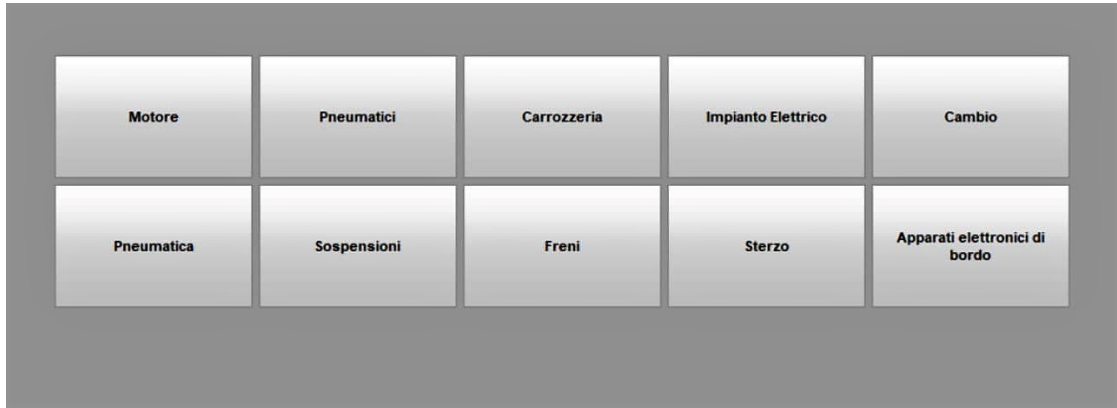 Motore
Pneumatici
Carrozzeria
Impianto Elettrico
Cambio
Pneumatica
Sospensioni
Freni
Sterzo
Apparati elettronici di
bordo